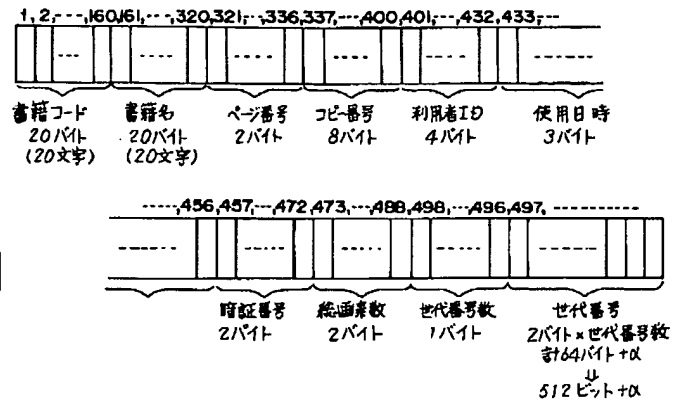 1, 2,---,160,161,---,320,321,--,336,337,---,400,401,---,432,433,---
書籍コード 書籍名 ページ番号 コピー番号 利用者ID 使用日時
20バイト 20バイト 2バイト 8バイト 4バイト 3バイト
(20文字) (20文字)
-----,456,457,---,472,473,---,488,498,---,496,497, -----------
暗証番号 総画素数 世代番号数 世代番号
2バイト 2バイト 1バイト 2バイト×世代番号数
計64バイト+α
⇓
512ビット+α